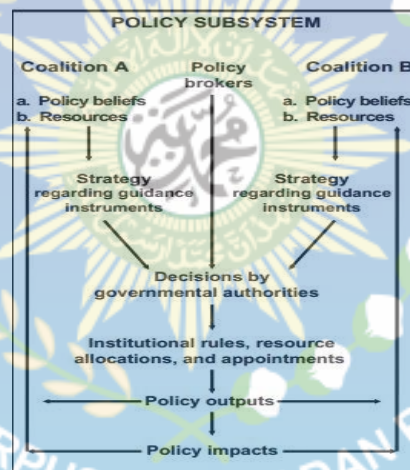 POLICY SUBSYSTEM
Coalition A
a. Policy beliefs
b. Resources
Strategy
regarding guidance
instruments
Policy
brokers
Coalition B
a. Policy beliefs
b. Resources
Strategy
regarding guidance
instruments
Decisions by
governmental authorities
Institutional rules, resource
allocations, and appointments
Policy outputs
Policy impacts